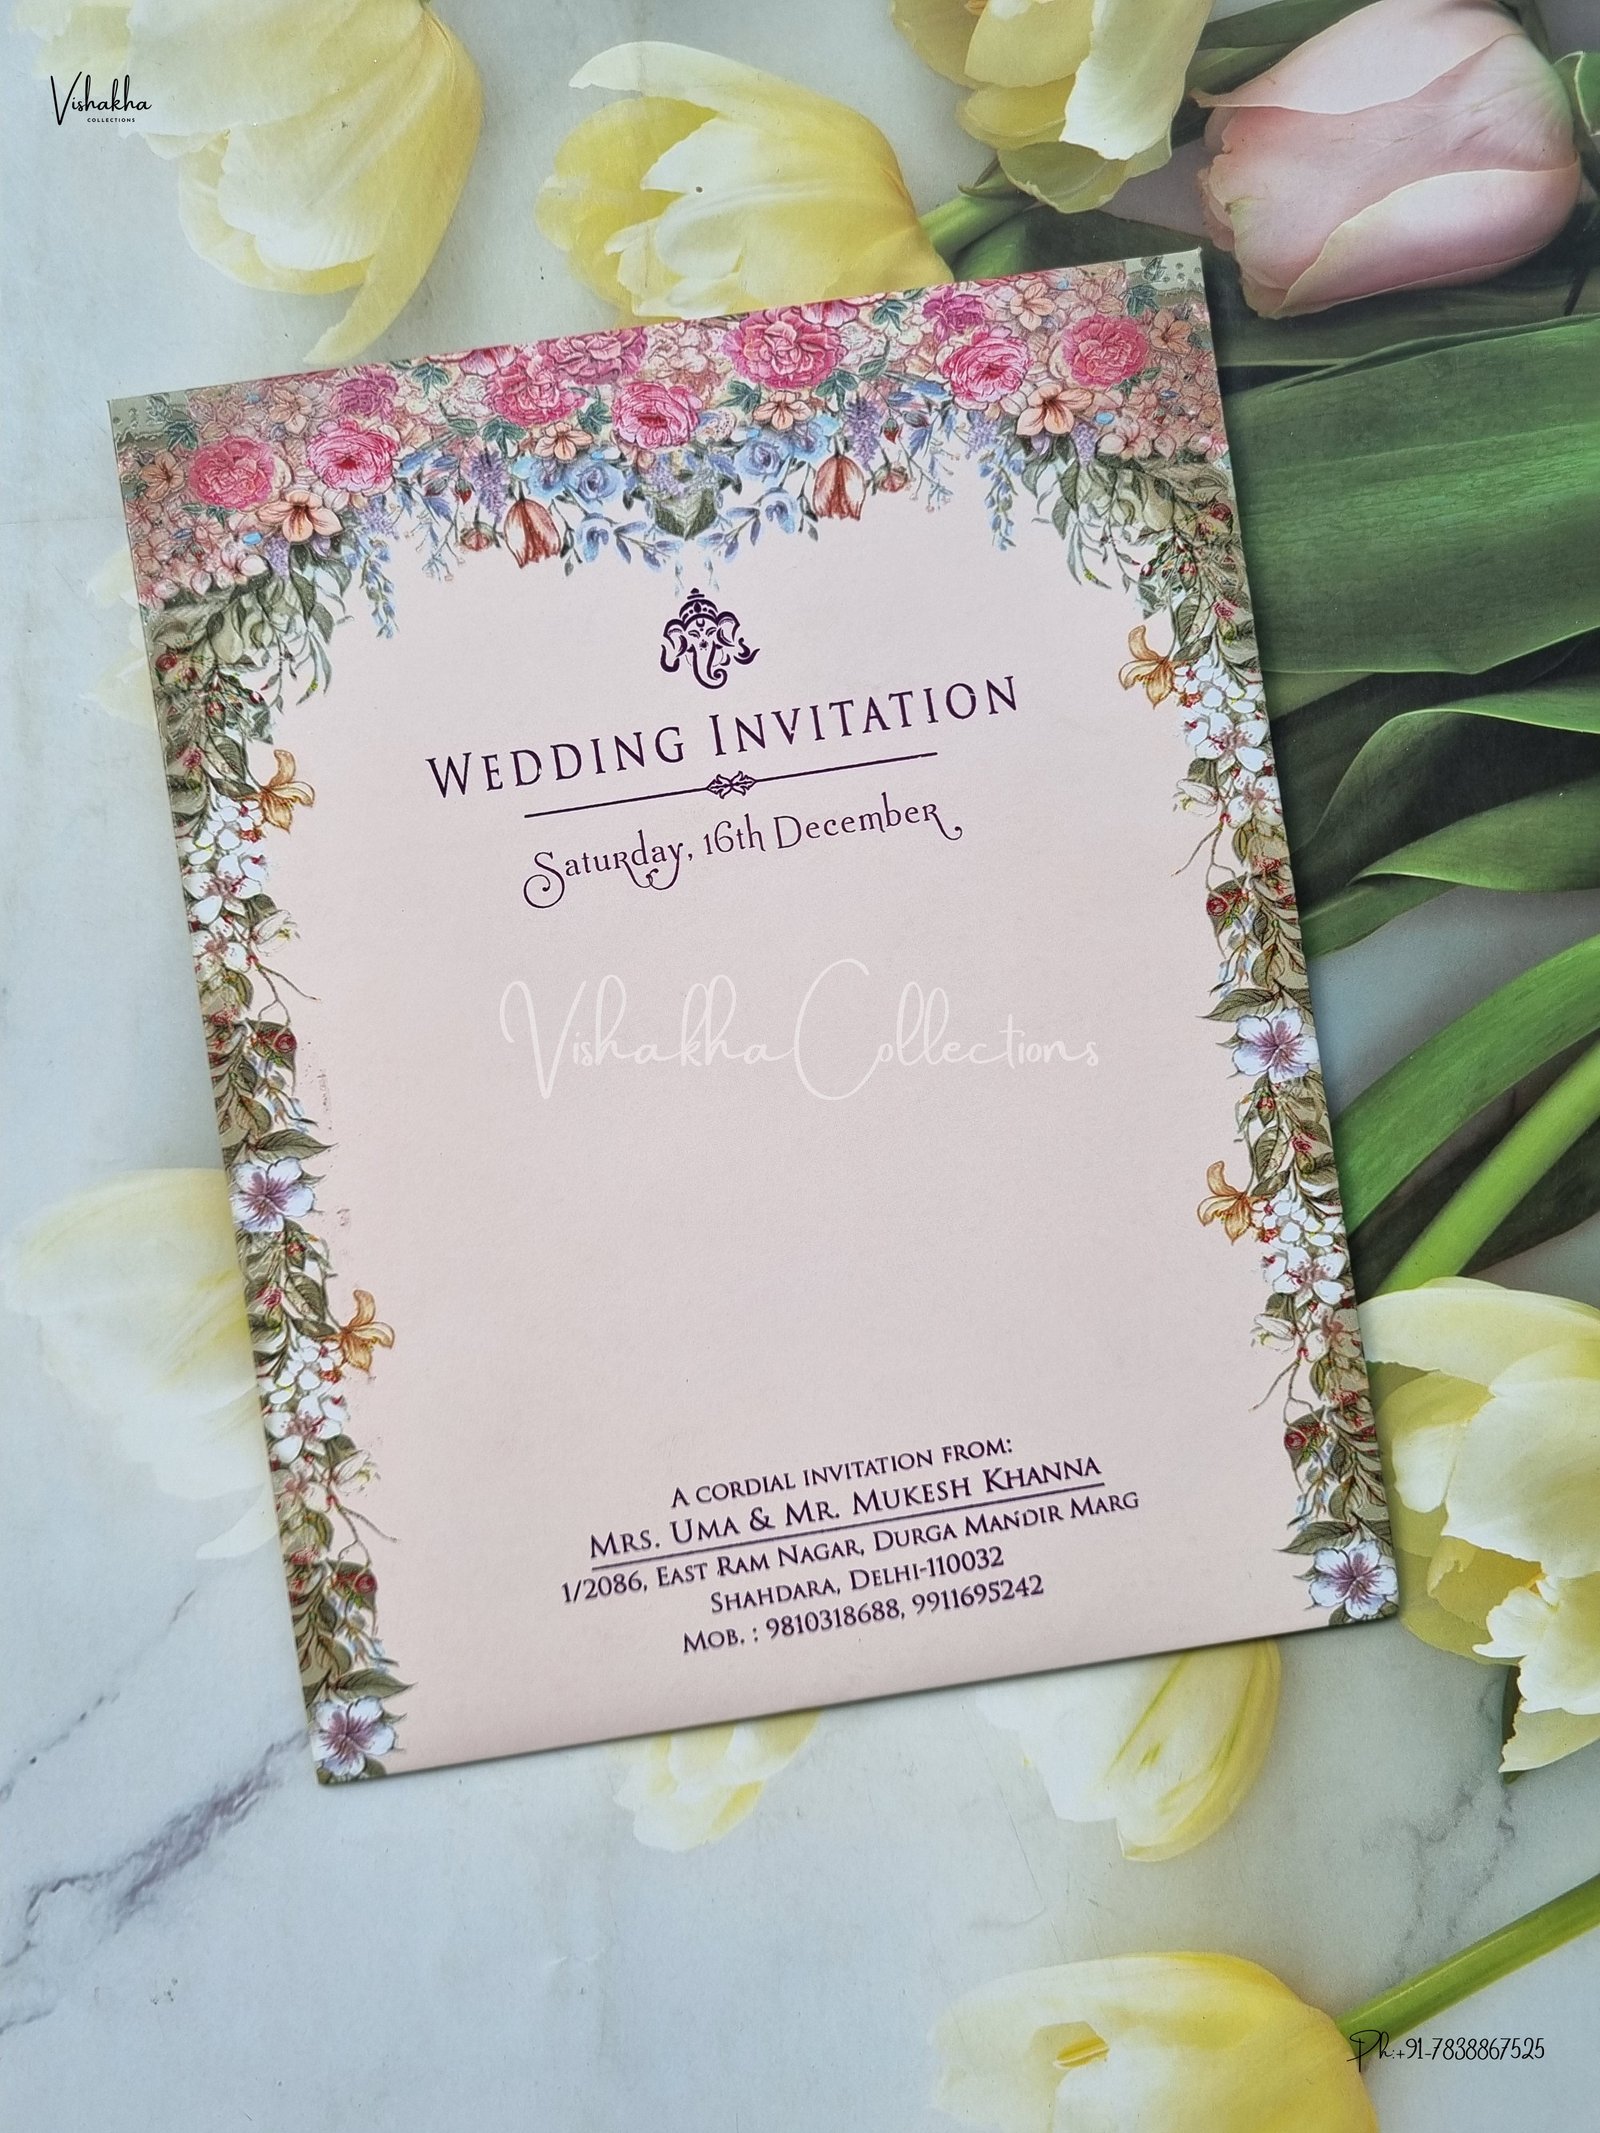 Vishakha
COLLECTIONS
WEDDING INVITATION
Saturday, 16th December
Vishakha Collections
A CORDIAL INVITATION FROM:
MRS. UMA & MR. MUKESH KHANNA
1/2086, EAST RAM NAGAR, DURGA MANDIR MARG
SHAHDARA, DELHI-110032
MOB. : 9810318688, 9911695242
Ph:+91-7838867525